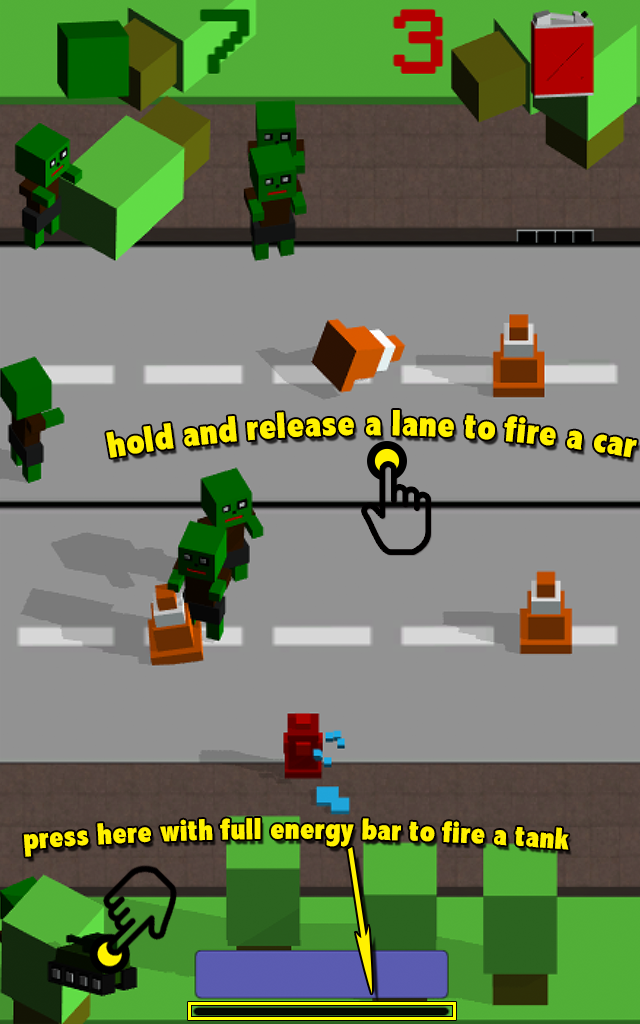 7 3
hold and release a lane to fire a car
press here with full energy bar to fire a tank